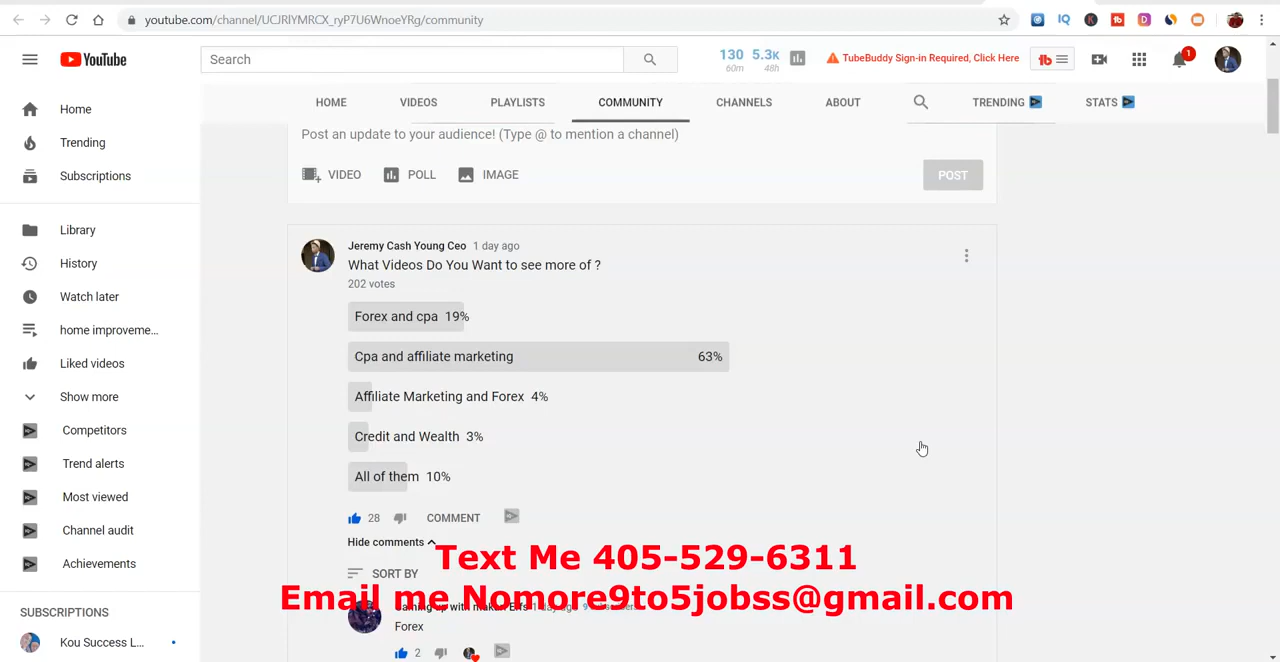 youtube.com/channel/UCJRlYMRCX_ryP7U6WnoeYRg/community
YouTube
Search
130 5.3K
60m 48h
TubeBuddy Sign-in Required, Click Here
1
HOME VIDEOS PLAYLISTS COMMUNITY CHANNELS ABOUT TRENDING STATS
Home
Trending
Subscriptions
Library
History
Watch later
home improveme...
Liked videos
Show more
Competitors
Trend alerts
Most viewed
Channel audit
Achievements
SUBSCRIPTIONS
Kou Success L...
Post an update to your audience! (Type @ to mention a channel)
VIDEO POLL IMAGE POST
Jeremy Cash Young Ceo 1 day ago
What Videos Do You Want to see more of ?
202 votes
Forex and cpa 19%
Cpa and affiliate marketing 63%
Affiliate Marketing and Forex 4%
Credit and Wealth 3%
All of them 10%
28 COMMENT
Hide comments
Text Me 405-529-6311
SORT BY
Email me Nomore9to5jobss@gmail.com
Forex
2